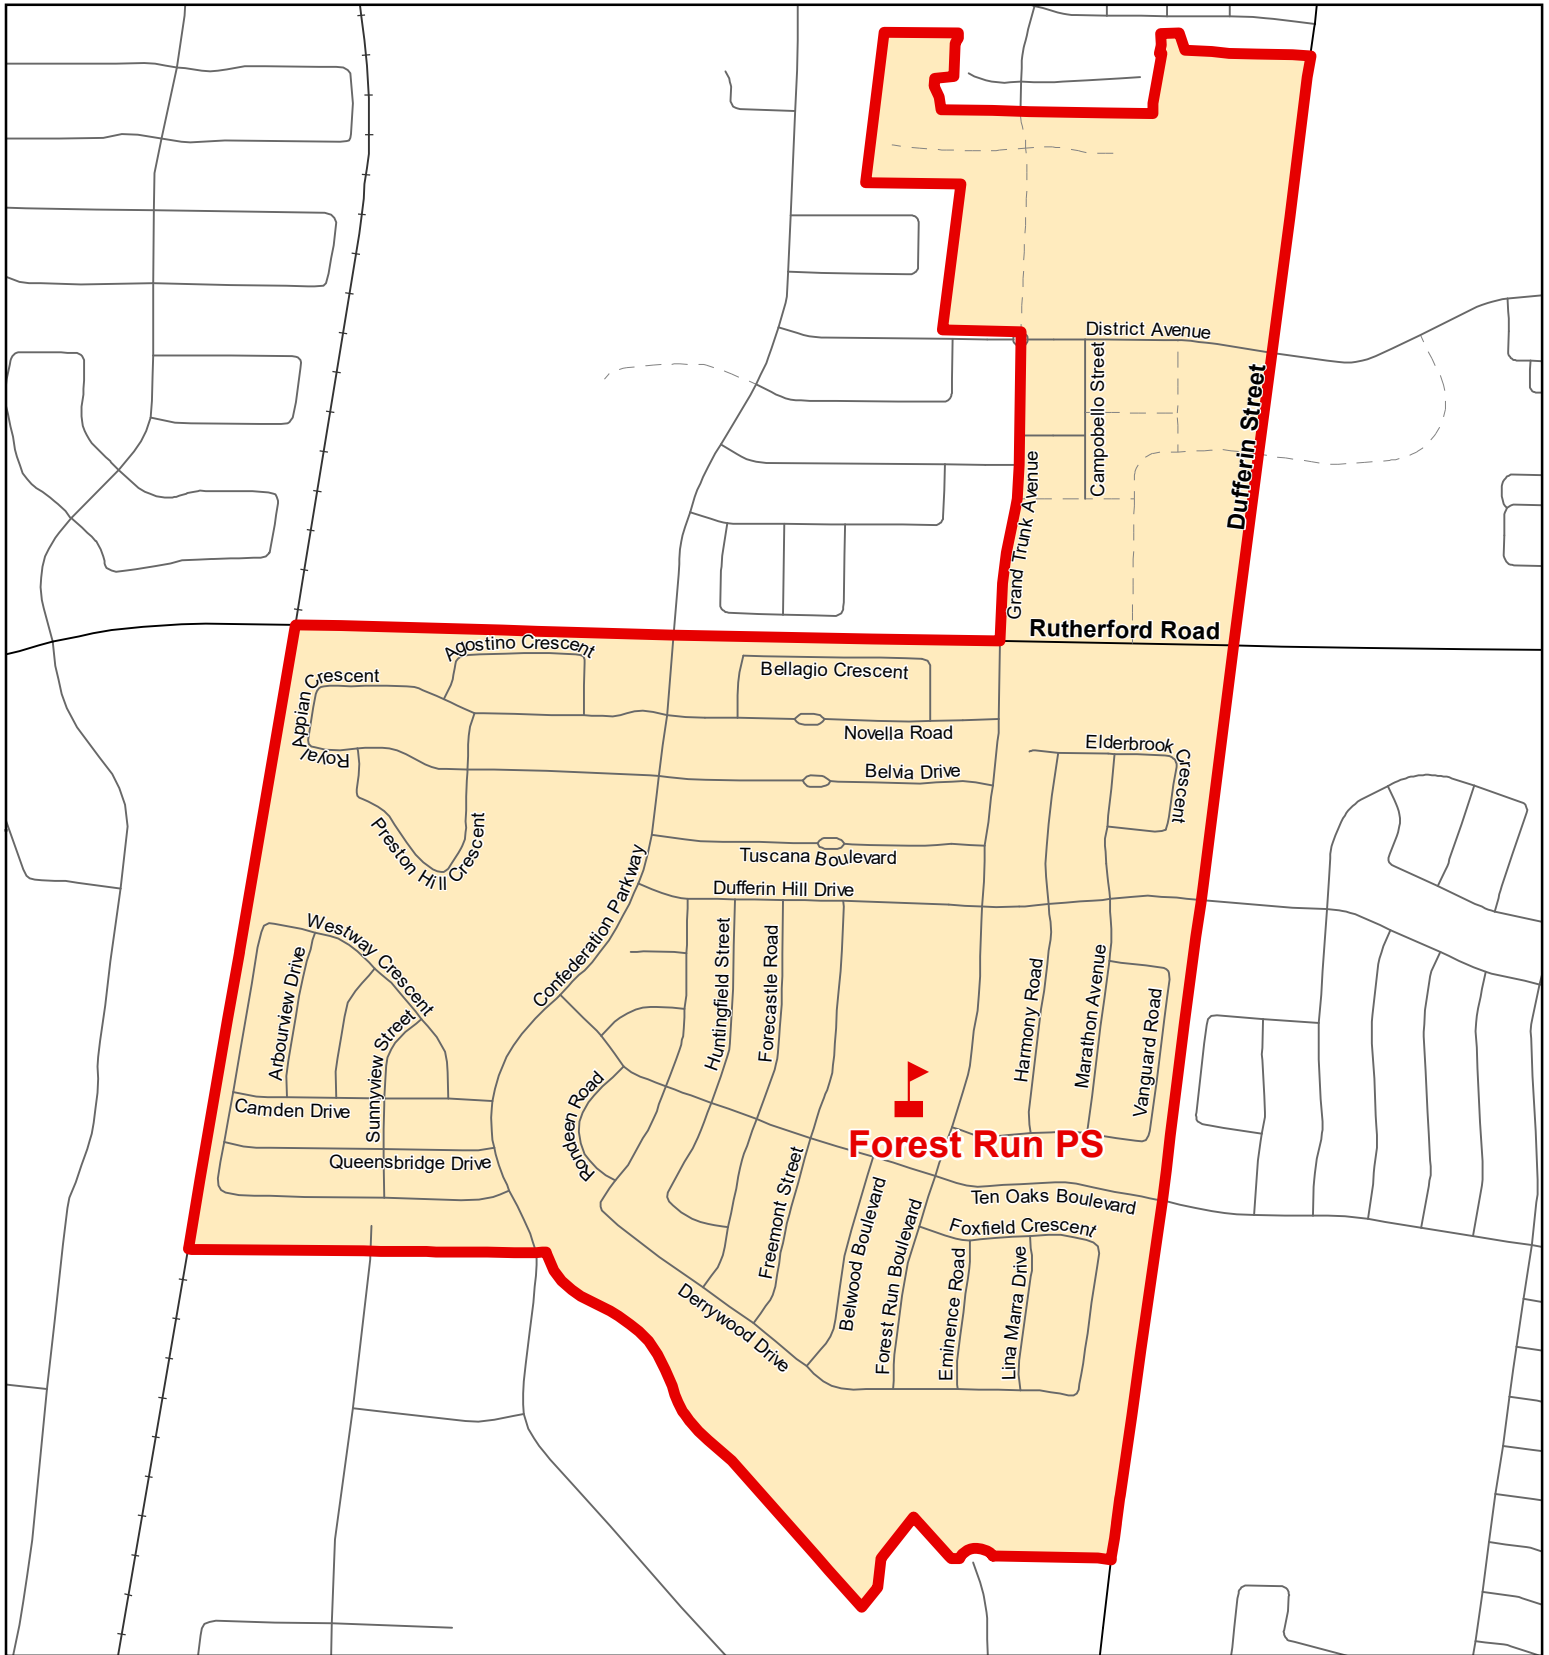 District Avenue
Campobello Street
Dufferin Street
Grand Trunk Avenue
Rutherford Road
Agostino Crescent
Bellagio Crescent
Royal Appian Crescent
Novella Road
Elderbrook Crescent
Belvia Drive
Preston Hill Crescent
Tuscana Boulevard
Dufferin Hill Drive
Confederation Parkway
Westway Crescent
Arbourview Drive
Huntingfield Street
Forecastle Road
Harmony Road
Marathon Avenue
Vanguard Road
Sunnyview Street
Rondeen Road
Camden Drive
Forest Run PS
Queensbridge Drive
Freemont Street
Belwood Boulevard
Ten Oaks Boulevard
Forest Run Boulevard
Foxfield Crescent
Eminence Road
Lina Marra Drive
Derrywood Drive